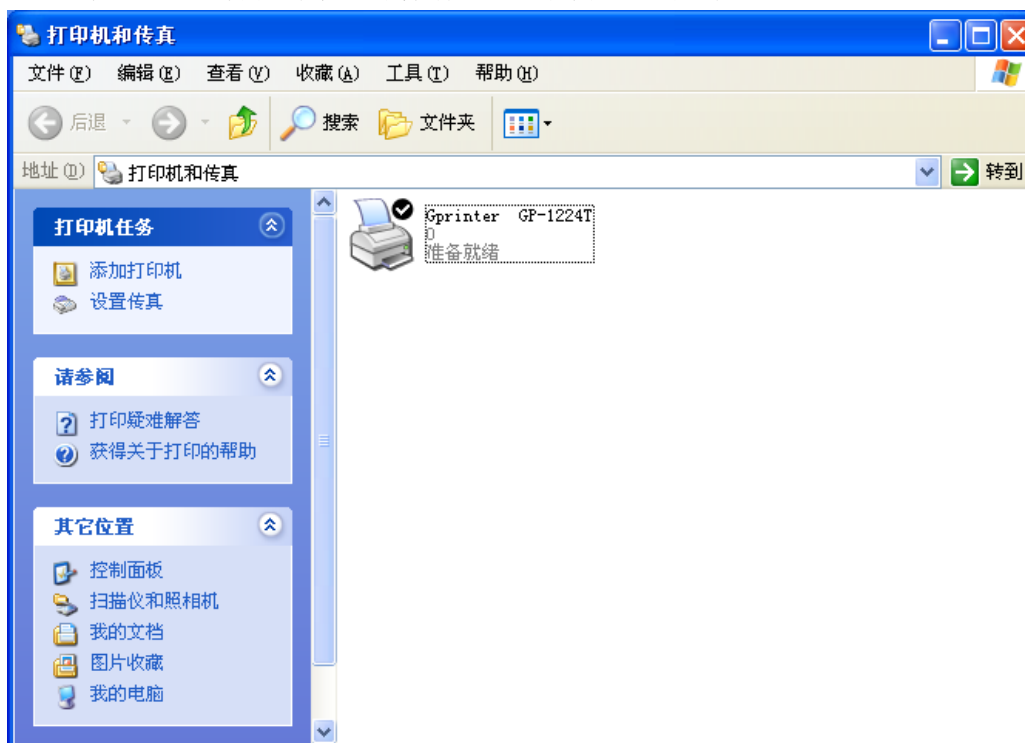 打印机和传真
文件(F) 编辑(E) 查看(V) 收藏(A) 工具(T) 帮助(H)
后退 搜索 文件夹
地址(D) 打印机和传真 转到
打印机任务
添加打印机
设置传真
请参阅
打印疑难解答
获得关于打印的帮助
其它位置
控制面板
扫描仪和照相机
我的文档
图片收藏
我的电脑
Gprinter GP-1224T
0
准备就绪